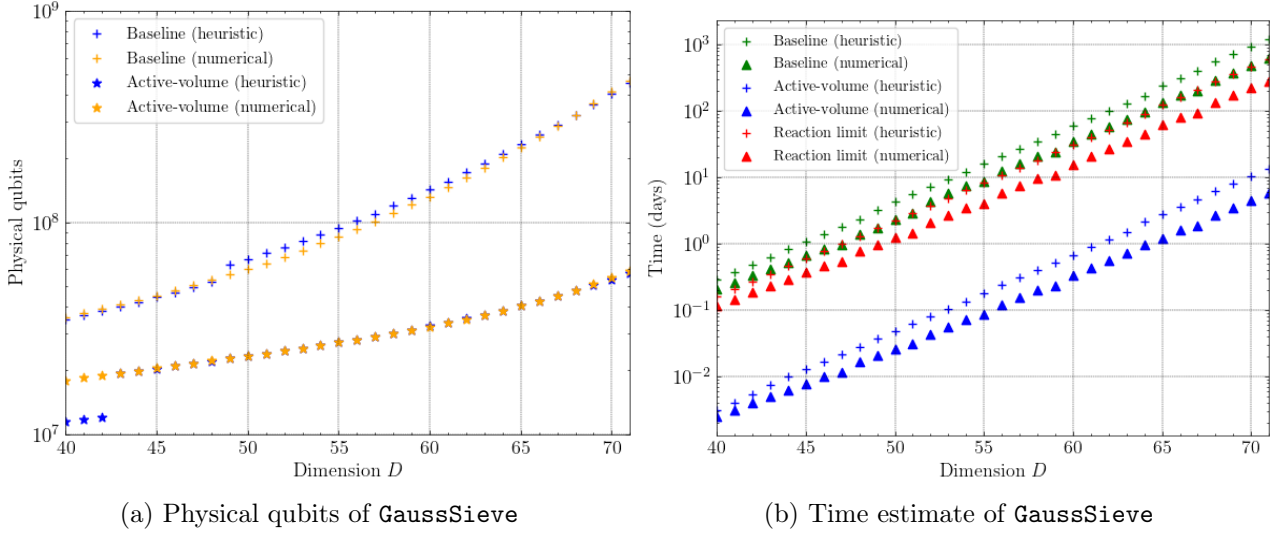 10^9
10^8
10^7
Physical qubits
Baseline (heuristic)
Baseline (numerical)
Active-volume (heuristic)
Active-volume (numerical)
40 45 50 55 60 65 70
Dimension D
(a) Physical qubits of GaussSieve
10^3
10^2
10^1
10^0
10^{-1}
10^{-2}
Time (days)
Baseline (heuristic)
Baseline (numerical)
Active-volume (heuristic)
Active-volume (numerical)
Reaction limit (heuristic)
Reaction limit (numerical)
40 45 50 55 60 65 70
Dimension D
(b) Time estimate of GaussSieve